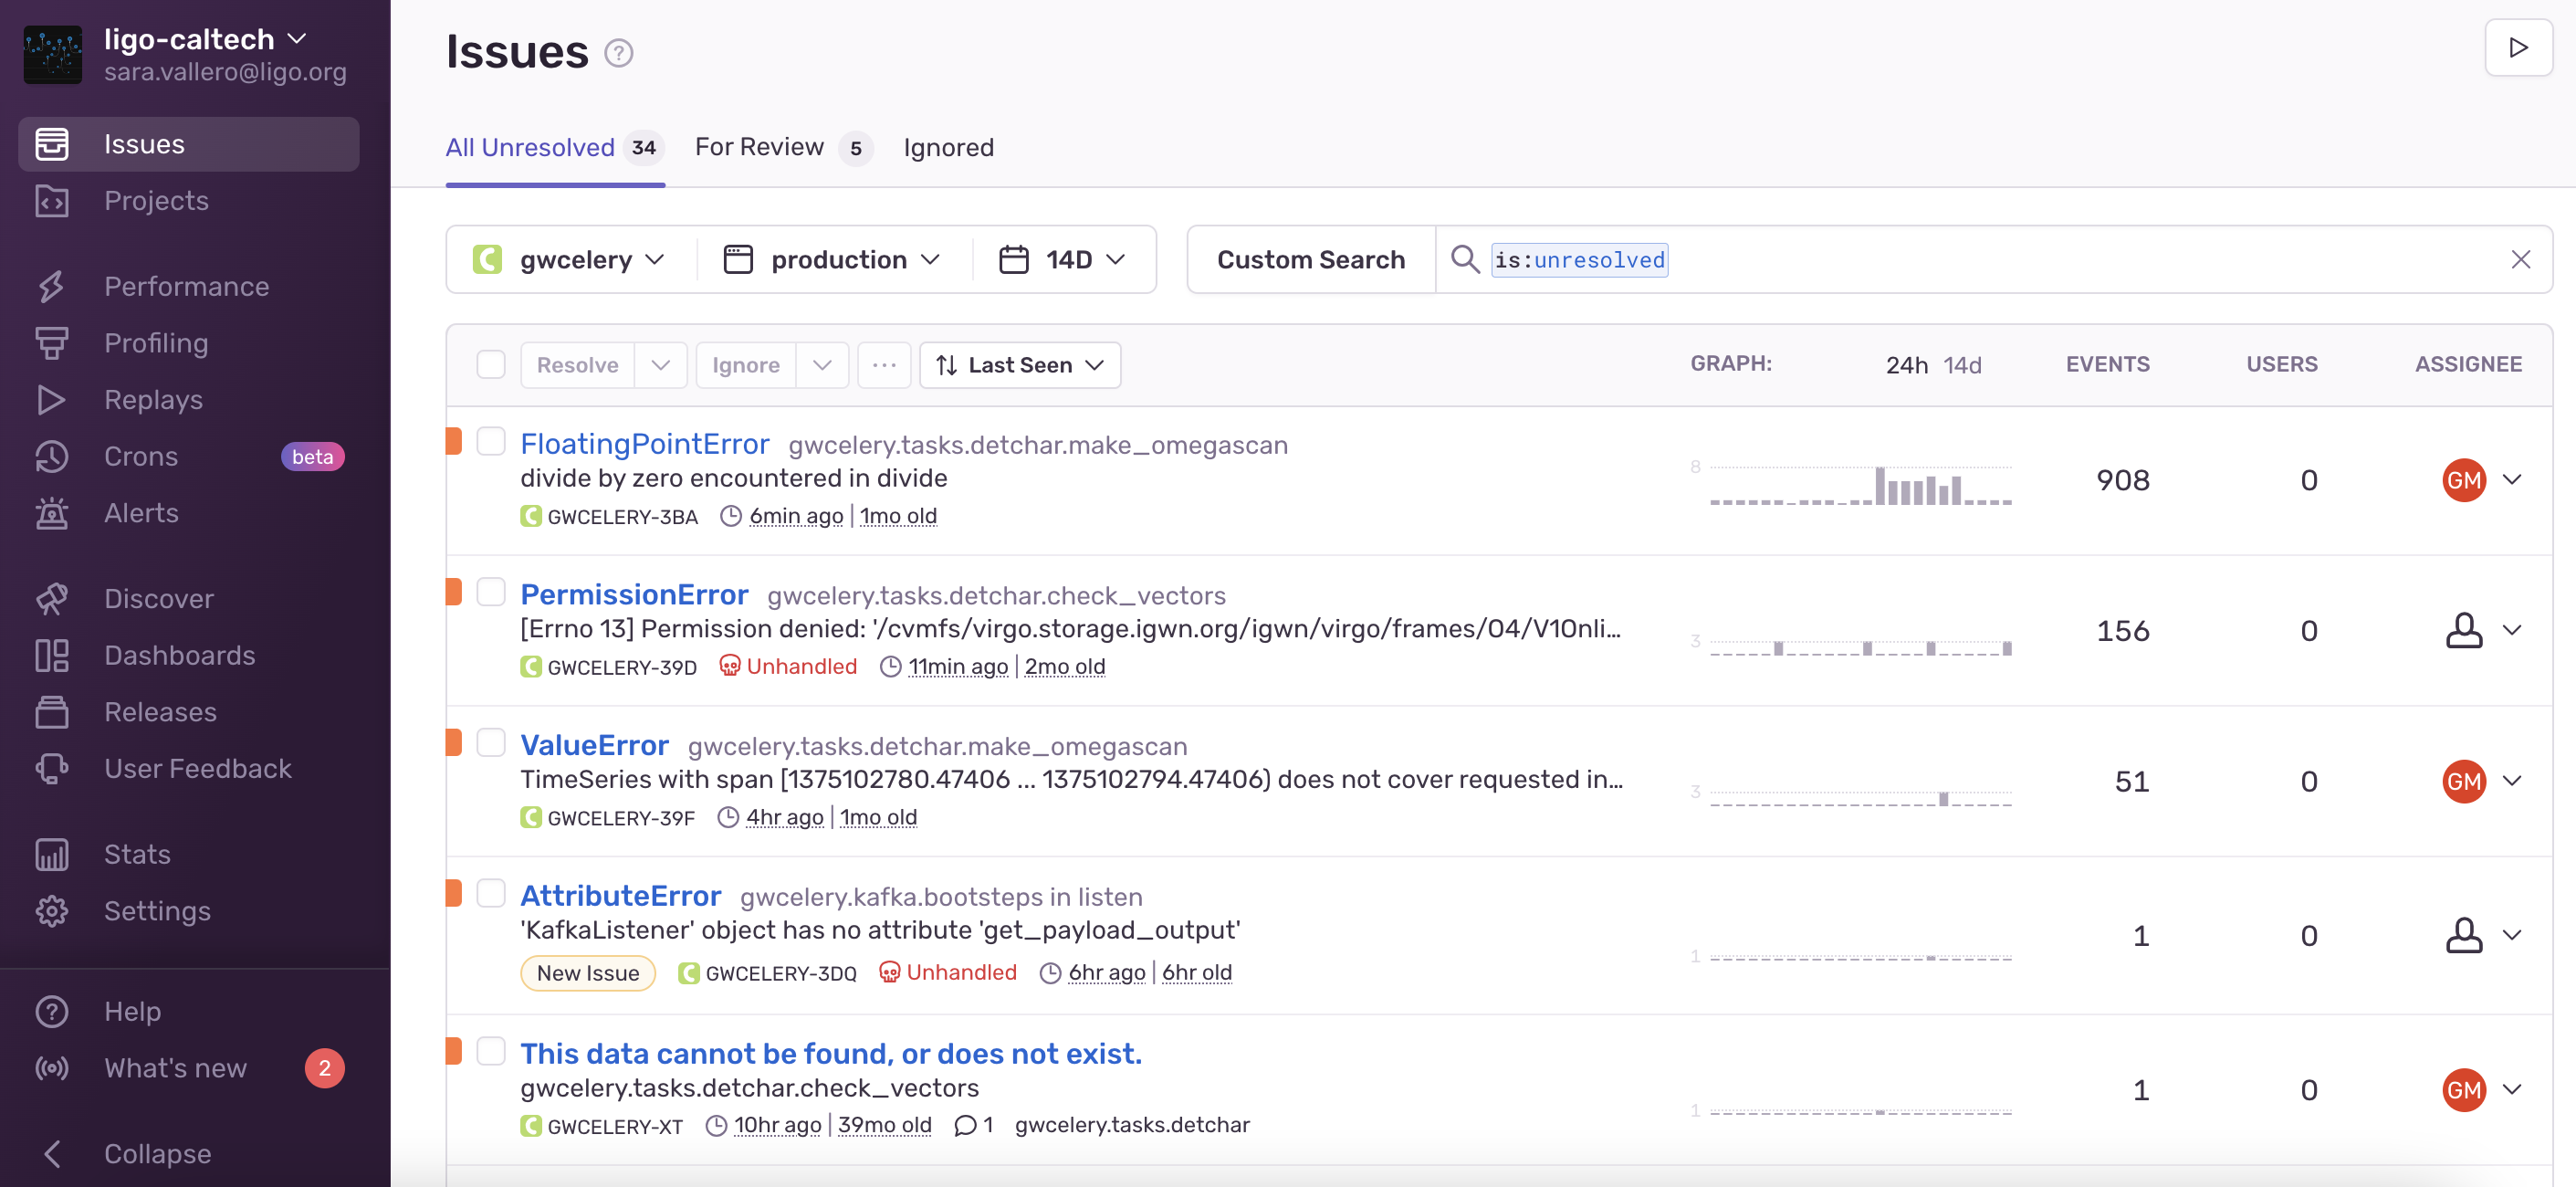 ligo-caltech
sara.vallero@ligo.org
Issues
Projects
Performance
Profiling
Replays
Crons beta
Alerts
Discover
Dashboards
Releases
User Feedback
Stats
Settings
Help
What's new 2
Collapse
Issues ?
All Unresolved 34 For Review 5 Ignored
gwcelery production 14D Custom Search is:unresolved
Resolve Ignore ... Last Seen GRAPH: 24h 14d EVENTS USERS ASSIGNEE
FloatingPointError gwcelery.tasks.detchar.make_omegascan
divide by zero encountered in divide
8 908 0 GM
GWCELERY-3BA 6min ago | 1mo old
PermissionError gwcelery.tasks.detchar.check_vectors
[Errno 13] Permission denied: '/cvmfs/virgo.storage.igwn.org/igwn/virgo/frames/O4/V1Onli...
3 156 0
GWCELERY-39D Unhandled 11min ago | 2mo old
ValueError gwcelery.tasks.detchar.make_omegascan
TimeSeries with span [1375102780.47406 ... 1375102794.47406) does not cover requested in...
3 51 0 GM
GWCELERY-39F 4hr ago | 1mo old
AttributeError gwcelery.kafka.bootsteps in listen
'KafkaListener' object has no attribute 'get_payload_output'
1 1 0
New Issue GWCELERY-3DQ Unhandled 6hr ago | 6hr old
This data cannot be found, or does not exist.
gwcelery.tasks.detchar.check_vectors
1 1 0 GM
GWCELERY-XT 10hr ago | 39mo old 1 gwcelery.tasks.detchar